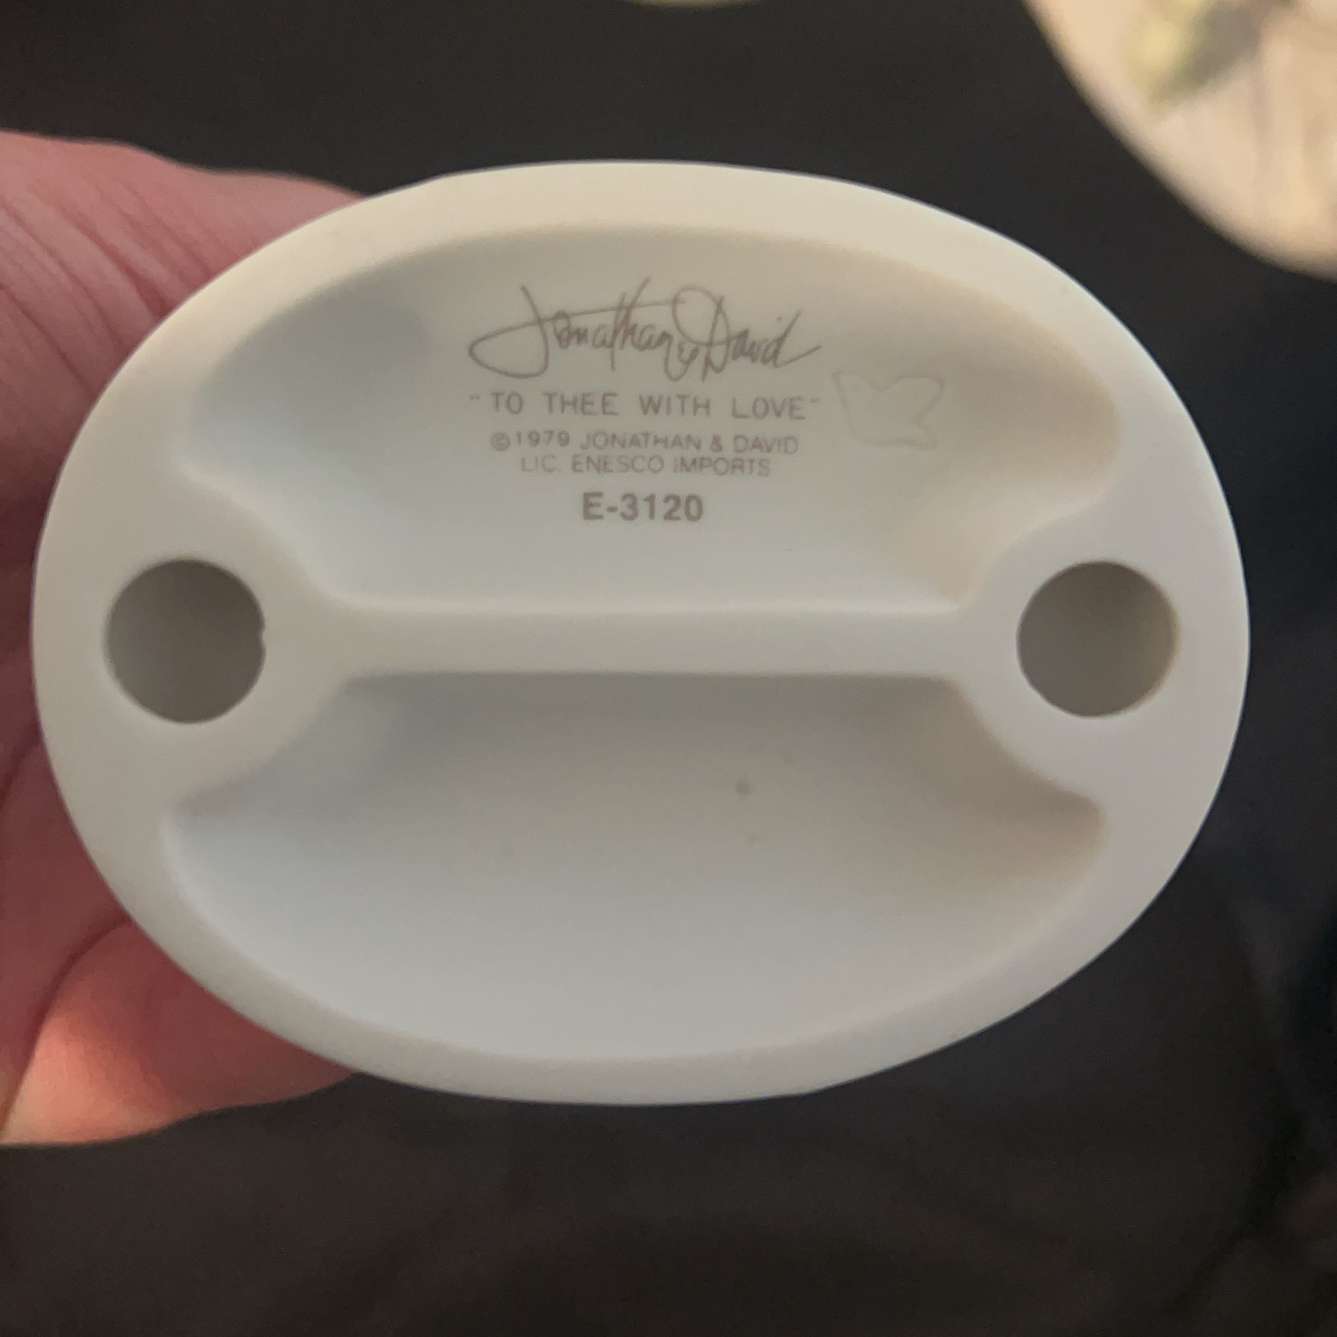 Jonathan & David
"TO THEE WITH LOVE"
©1979 JONATHAN & DAVID
LIC. ENESCO IMPORTS
E-3120